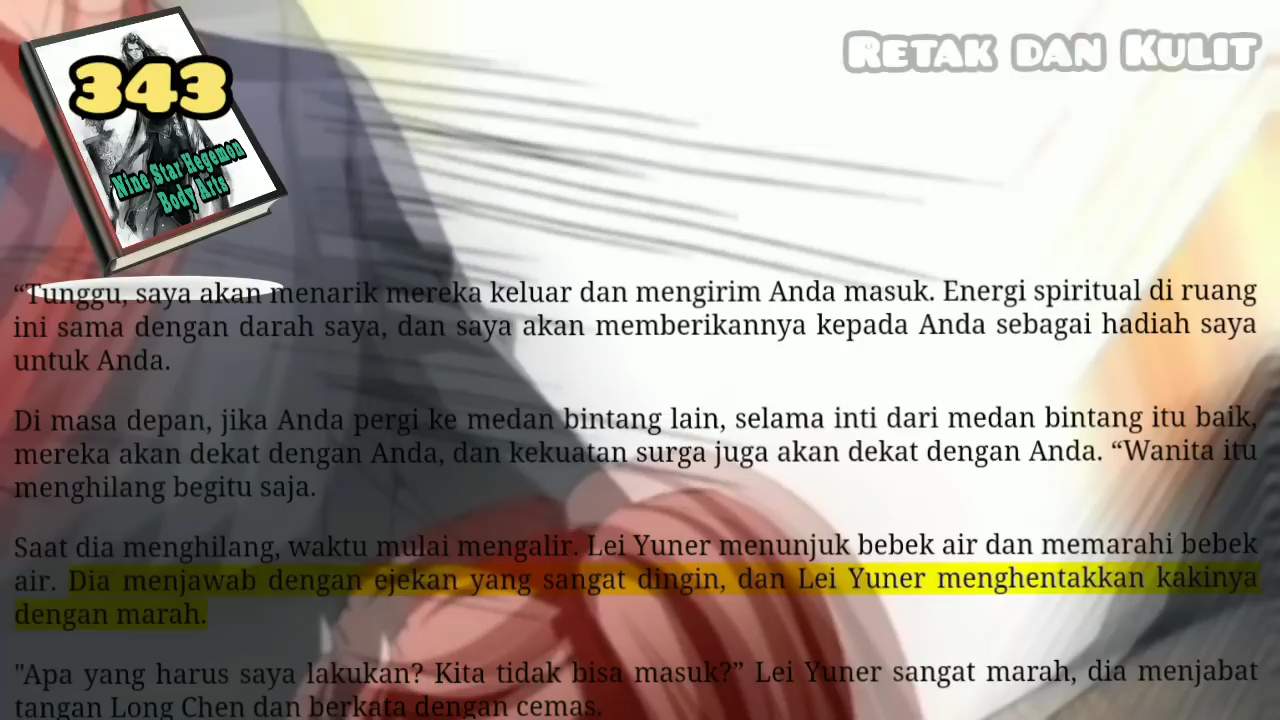 343
Nine Star Hegemon
Body Arts
Retak dan Kulit
“Tunggu, saya akan menarik mereka keluar dan mengirim Anda masuk. Energi spiritual di ruang
ini sama dengan darah saya, dan saya akan memberikannya kepada Anda sebagai hadiah saya
untuk Anda.
Di masa depan, jika Anda pergi ke medan bintang lain, selama inti dari medan bintang itu baik,
mereka akan dekat dengan Anda, dan kekuatan surga juga akan dekat dengan Anda. “Wanita itu
menghilang begitu saja.
Saat dia menghilang, waktu mulai mengalir. Lei Yuner menunjuk bebek air dan memarahi bebek
air. Dia menjawab dengan ejekan yang sangat dingin, dan Lei Yuner menghentakkan kakinya
dengan marah.
"Apa yang harus saya lakukan? Kita tidak bisa masuk?” Lei Yuner sangat marah, dia menjabat
tangan Long Chen dan berkata dengan cemas.